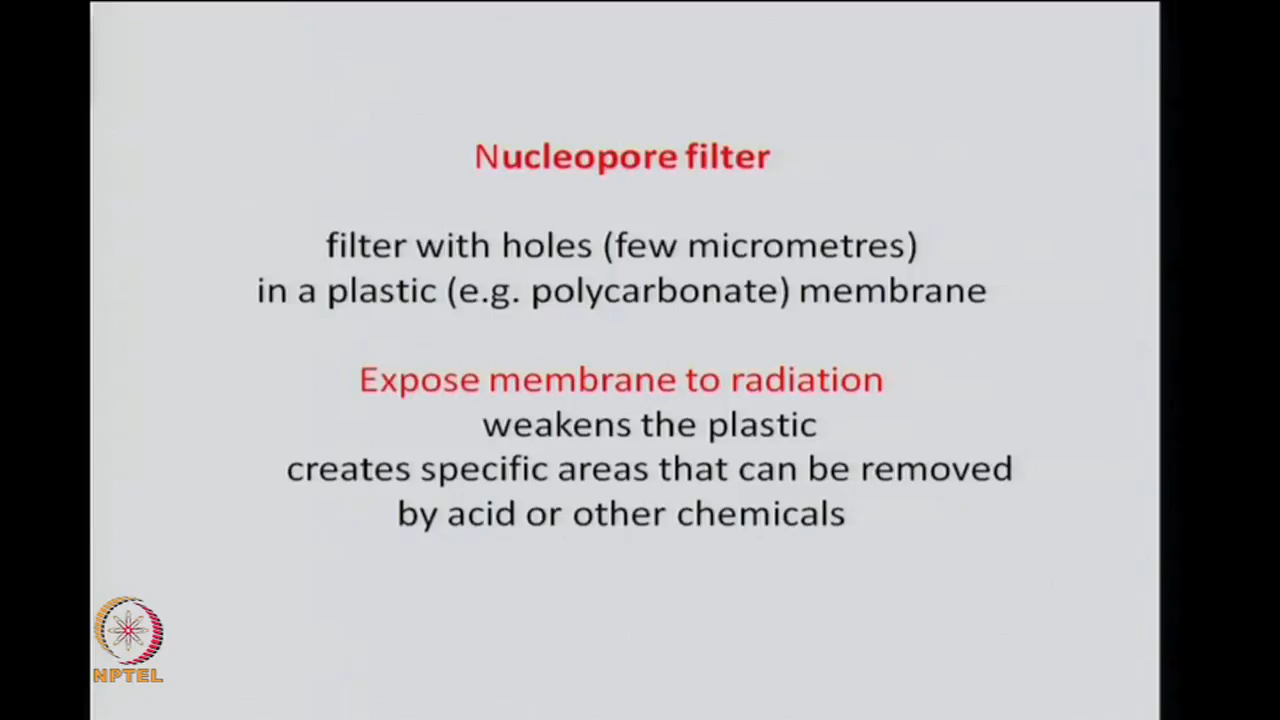 Nucleopore filter
filter with holes (few micrometres)
in a plastic (e.g. polycarbonate) membrane
Expose membrane to radiation
weakens the plastic
creates specific areas that can be removed
by acid or other chemicals
NPTEL